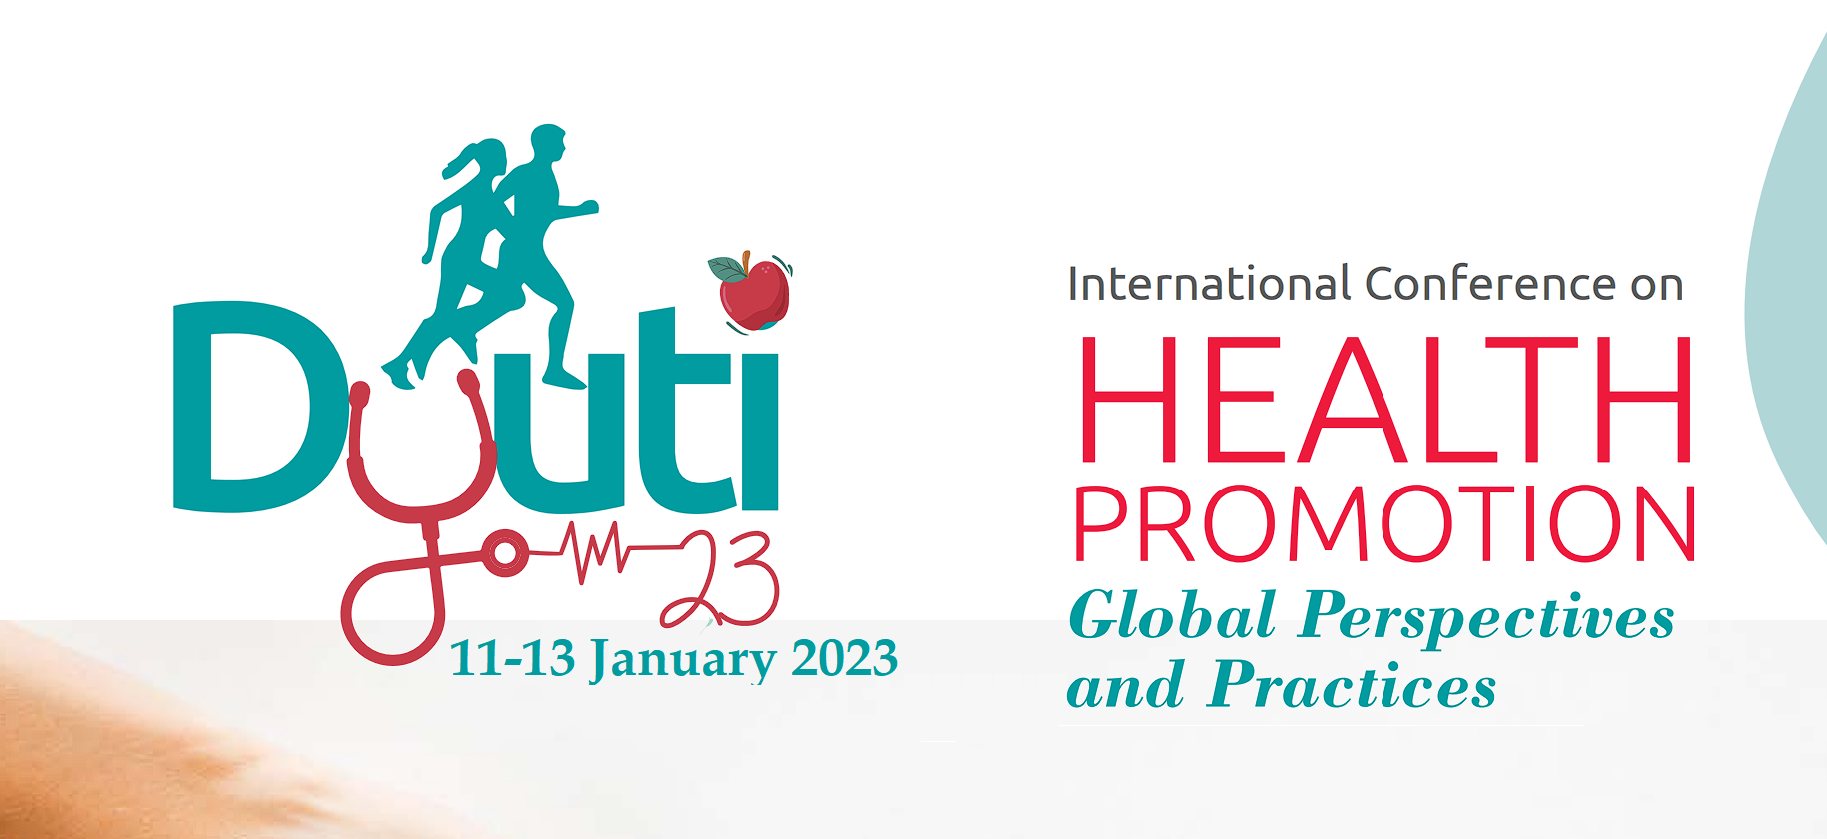 Dyuti
23
11-13 January 2023
International Conference on
HEALTH
PROMOTION
Global Perspectives
and Practices